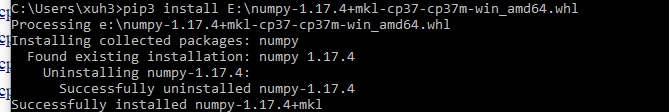 C:\Users\xuh3>pip3 install E:\numpy-1.17.4+mkl-cp37-cp37m-win_amd64.whl
Processing e:\numpy-1.17.4+mkl-cp37-cp37m-win_amd64.whl
Installing collected packages: numpy
  Found existing installation: numpy 1.17.4
    Uninstalling numpy-1.17.4:
      Successfully uninstalled numpy-1.17.4
Successfully installed numpy-1.17.4+mkl